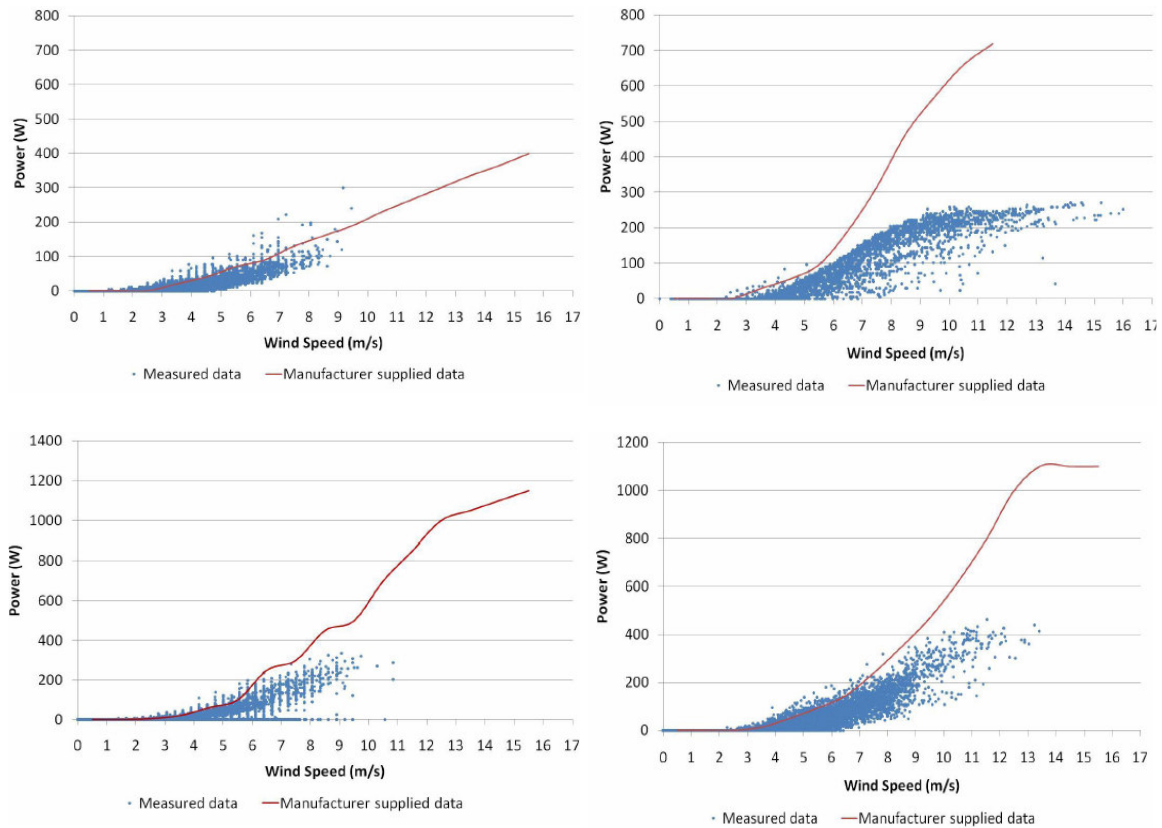 800
700
600
500
400
300
200
100
0
Power (W)
0 1 2 3 4 5 6 7 8 9 10 11 12 13 14 15 16 17
Wind Speed (m/s)
Measured data Manufacturer supplied data
800
700
600
500
400
300
200
100
0
Power (W)
0 1 2 3 4 5 6 7 8 9 10 11 12 13 14 15 16 17
Wind Speed (m/s)
Measured data Manufacturer supplied data
1400
1200
1000
800
600
400
200
0
Power (W)
0 1 2 3 4 5 6 7 8 9 10 11 12 13 14 15 16 17
Wind Speed (m/s)
Measured data Manufacturer supplied data
1200
1000
800
600
400
200
0
Power (W)
0 1 2 3 4 5 6 7 8 9 10 11 12 13 14 15 16 17
Wind Speed (m/s)
Measured data Manufacturer supplied data